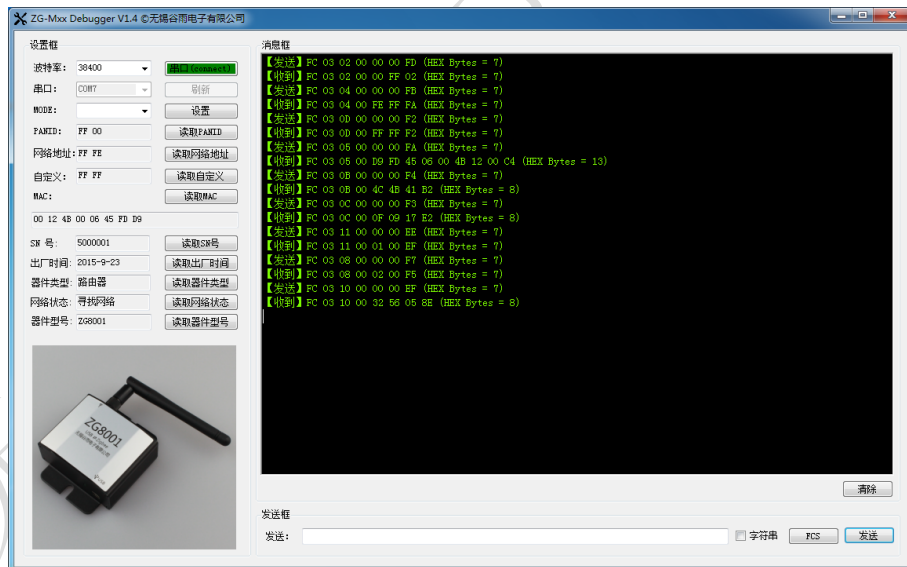 ZG-Mxx Debugger V1.4 ©无锡谷雨电子有限公司
设置框
波特率: 38400 串口(connect)
串口: COM7 刷新
MODE: 设置
PANID: FF 00 读取PANID
网络地址: FF FE 读取网络地址
自定义: FF FF 读取自定义
MAC: 读取MAC
00 12 4B 00 06 45 FD D9
SN 号: 5000001 读取SN号
出厂时间: 2015-9-23 读取出厂时间
器件类型: 路由器 读取器件类型
网络状态: 寻找网络 读取网络状态
器件型号: ZG8001 读取器件型号
ZG8001
消息框
【发送】FC 03 02 00 00 00 FD (HEX Bytes = 7)
【收到】FC 03 02 00 00 FF 02 (HEX Bytes = 7)
【发送】FC 03 04 00 00 00 FB (HEX Bytes = 7)
【收到】FC 03 04 00 FE FF FA (HEX Bytes = 7)
【发送】FC 03 0D 00 00 00 F2 (HEX Bytes = 7)
【收到】FC 03 0D 00 FF FF F2 (HEX Bytes = 7)
【发送】FC 03 05 00 00 00 FA (HEX Bytes = 7)
【收到】FC 03 05 00 D9 FD 45 06 00 4B 12 00 C4 (HEX Bytes = 13)
【发送】FC 03 0B 00 00 00 F4 (HEX Bytes = 7)
【收到】FC 03 0B 00 4C 4B 41 B2 (HEX Bytes = 8)
【发送】FC 03 0C 00 00 00 F3 (HEX Bytes = 7)
【收到】FC 03 0C 00 0F 09 17 E2 (HEX Bytes = 8)
【发送】FC 03 11 00 00 00 EE (HEX Bytes = 7)
【收到】FC 03 11 00 01 00 EF (HEX Bytes = 7)
【发送】FC 03 08 00 00 00 F7 (HEX Bytes = 7)
【收到】FC 03 08 00 02 00 F5 (HEX Bytes = 7)
【发送】FC 03 10 00 00 00 EF (HEX Bytes = 7)
【收到】FC 03 10 00 32 56 05 8E (HEX Bytes = 8)
清除
发送框
发送: 字符串 FCS 发送